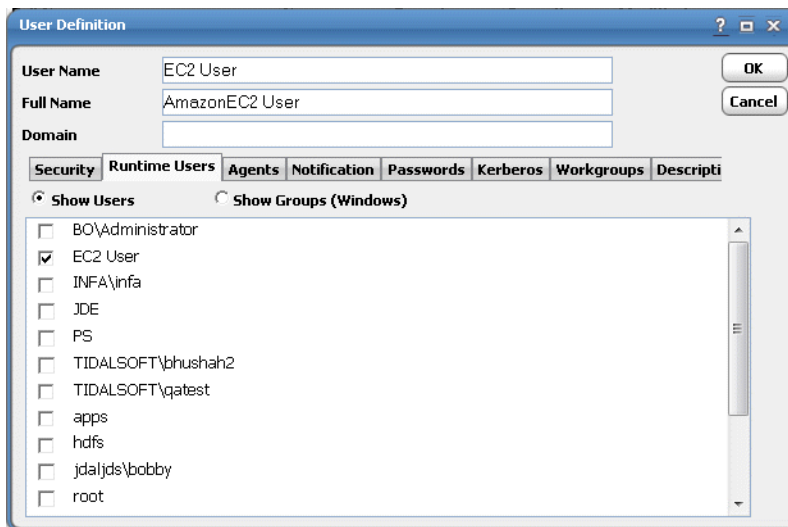 User Definition
User Name EC2 User OK
Full Name AmazonEC2 User Cancel
Domain
Security Runtime Users Agents Notification Passwords Kerberos Workgroups Descripti
Show Users Show Groups (Windows)
BO\Administrator
EC2 User
INFA\infa
JDE
PS
TIDALSOFT\bhushah2
TIDALSOFT\qatest
apps
hdfs
jdaljds\bobby
root